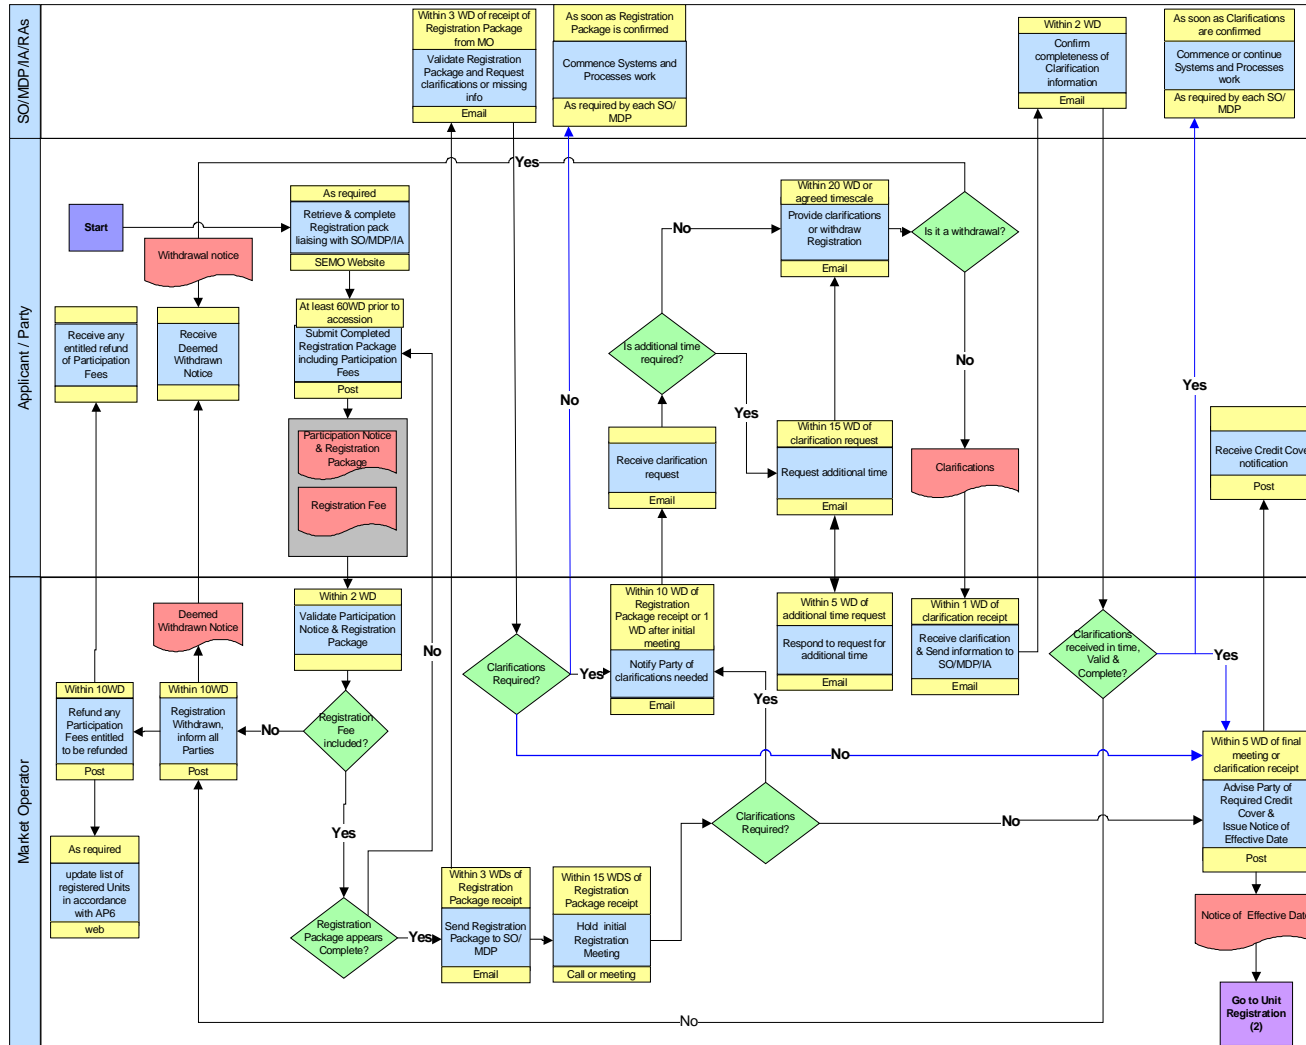 SO/MDP/IA/RAs
Within 3 WD of receipt of
Registration Package
from MO
Validate Registration
Package and Request
clarifications or missing
info
Email
As soon as Registration
Package is confirmed
Commence Systems and
Processes work
As required by each SO/
MDP
Within 2 WD
Confirm
completeness of
Clarification
information
Email
As soon as Clarifications
are confirmed
Commence or continue
Systems and Processes
work
As required by each SO/
MDP
Applicant / Party
Yes
Start
As required
Retrieve & complete
Registration pack
liaising with SO/MDP/IA
SEMO Website
Withdrawal notice
Within 20 WD or
agreed timescale
Provide clarifications
or withdraw
Registration
Email
No
Is it a withdrawal?
At least 60WD prior to
accession
Submit Completed
Registration Package
including Participation
Fees
Post
Receive any
entitled refund
of Participation
Fees
Receive
Deemed
Withdrawn
Notice
Is additional time
required?
No
No
Yes
Yes
Participation Notice
& Registration
Package
Registration Fee
Receive clarification
request
Email
Within 15 WD of
clarification request
Request additional time
Email
Clarifications
Receive Credit Cove
notification
Post
Market Operator
Within 2 WD
Validate Participation
Notice & Registration
Package
Deemed
Withdrawn Notice
No
Within 10 WD of
Registration
Package receipt or 1
WD after initial
meeting
Notify Party of
clarifications needed
Email
Within 5 WD of
additional time request
Respond to request for
additional time
Email
Within 1 WD of
clarification receipt
Receive clarification
& Send information to
SO/MDP/IA
Email
Clarifications
received in time,
Valid &
Complete?
Yes
Clarifications
Required?
Yes
Yes
Within 10WD
Refund any
Participation
Fees entitled
to be refunded
Post
Within 10WD
Registration
Withdrawn,
inform all
Parties
Post
No
Registration
Fee
included?
No
Within 5 WD of final
meeting or
clarification receipt
Advise Party of
Required Credit
Cover &
Issue Notice of
Effective Date
Post
Yes
Clarifications
Required?
No
As required
update list of
registered Units
in accordance
with AP6
web
Registration
Package appears
Complete?
Yes
Within 3 WDs of
Registration
Package receipt
Send Registration
Package to SO/
MDP
Email
Within 15 WDS of
Registration
Package receipt
Hold initial
Registration
Meeting
Call or meeting
Notice of Effective Date
No
Go to Unit
Registration
(2)